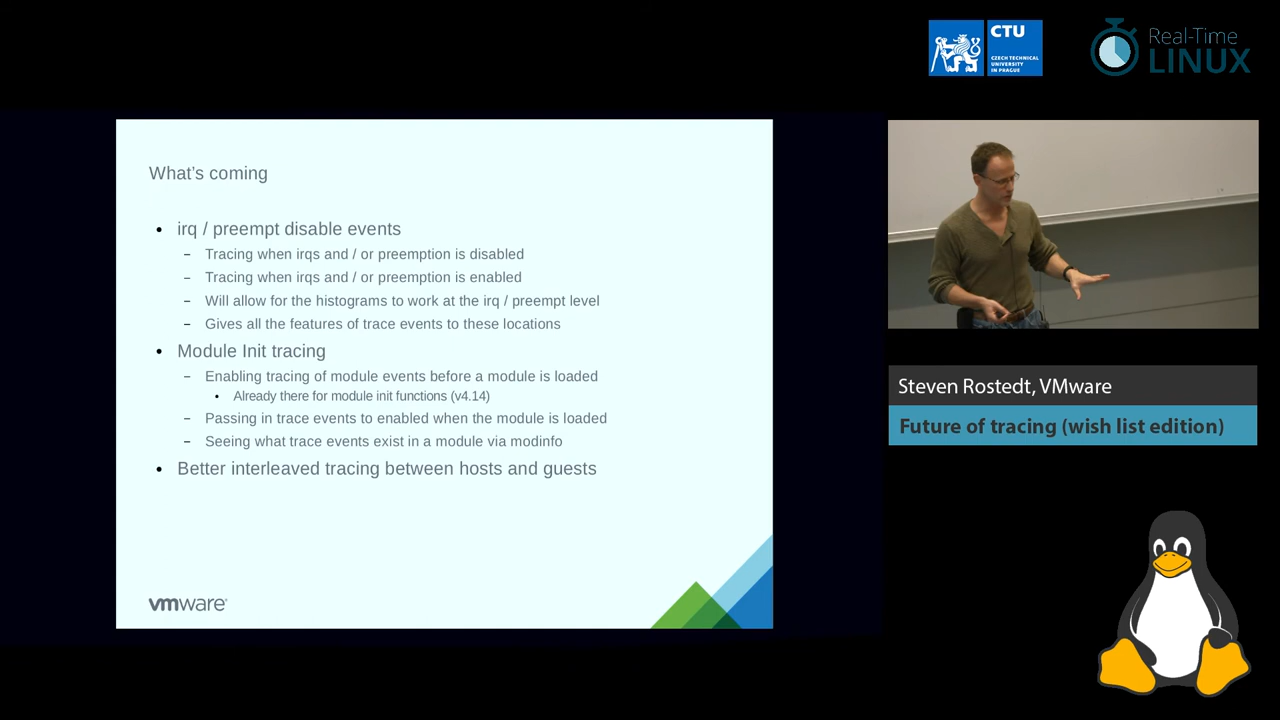 CTU
CZECH TECHNICAL
UNIVERSITY
IN PRAGUE
Real-Time
LINUX
What's coming
• irq / preempt disable events
– Tracing when irqs and / or preemption is disabled
– Tracing when irqs and / or preemption is enabled
– Will allow for the histograms to work at the irq / preempt level
– Gives all the features of trace events to these locations
• Module Init tracing
– Enabling tracing of module events before a module is loaded
• Already there for module init functions (v4.14)
– Passing in trace events to enabled when the module is loaded
– Seeing what trace events exist in a module via modinfo
• Better interleaved tracing between hosts and guests
vmware
Steven Rostedt, VMware
Future of tracing (wish list edition)